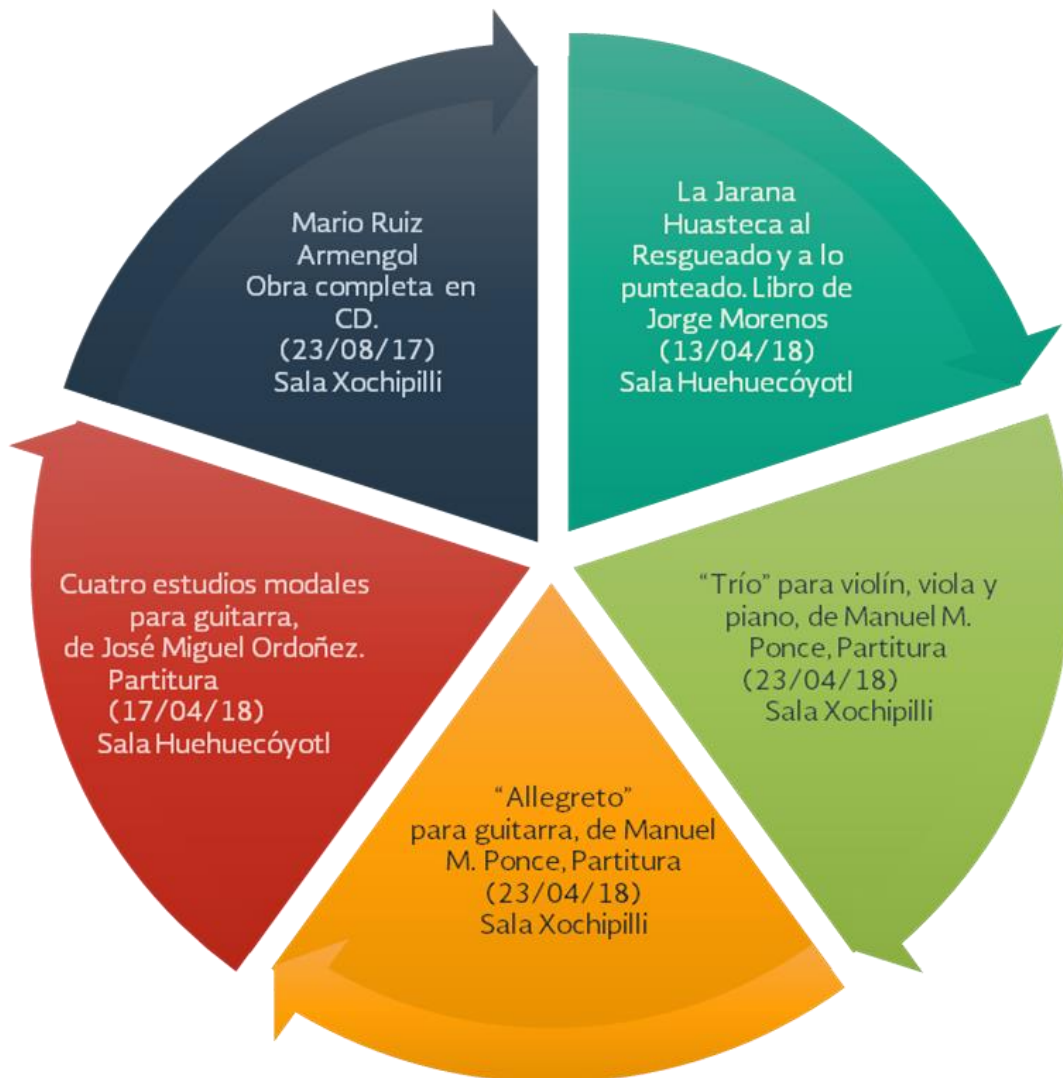 Mario Ruiz
Armengol
Obra completa en
CD.
(23/08/17)
Sala Xochipilli
La Jarana
Huasteca al
Resgueado y a lo
punteado. Libro de
Jorge Morenos
(13/04/18)
Sala Huehuecóyotl
“Trío” para violín, viola y
piano, de Manuel M.
Ponce, Partitura
(23/04/18)
Sala Xochipilli
“Allegreto”
para guitarra, de Manuel
M. Ponce, Partitura
(23/04/18)
Sala Xochipilli
Cuatro estudios modales
para guitarra,
de José Miguel Ordoñez.
Partitura
(17/04/18)
Sala Huehuecóyotl